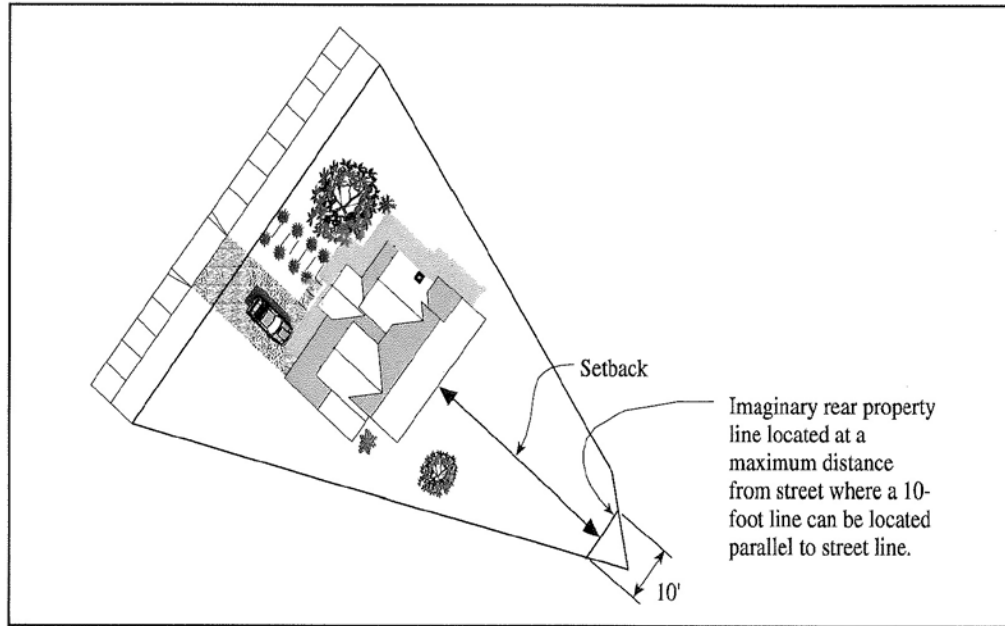 Setback
Imaginary rear property
line located at a
maximum distance
from street where a 10-
foot line can be located
parallel to street line.
10'